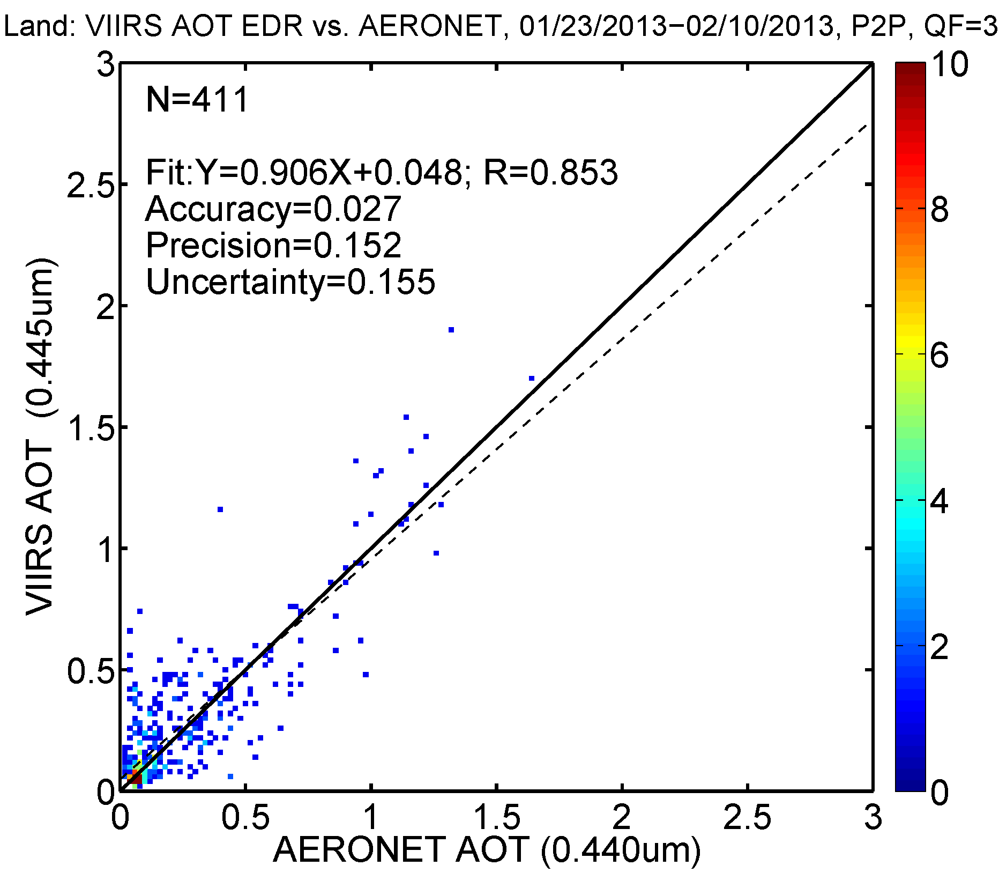 Land: VIIRS AOT EDR vs. AERONET, 01/23/2013−02/10/2013, P2P, QF=3
N=411
Fit:Y=0.906X+0.048; R=0.853
Accuracy=0.027
Precision=0.152
Uncertainty=0.155
VIIRS AOT  (0.445um)
3
2.5
2
1.5
1
0.5
0
0
0.5
1
1.5
2
2.5
3
AERONET AOT (0.440um)
10
8
6
4
2
0